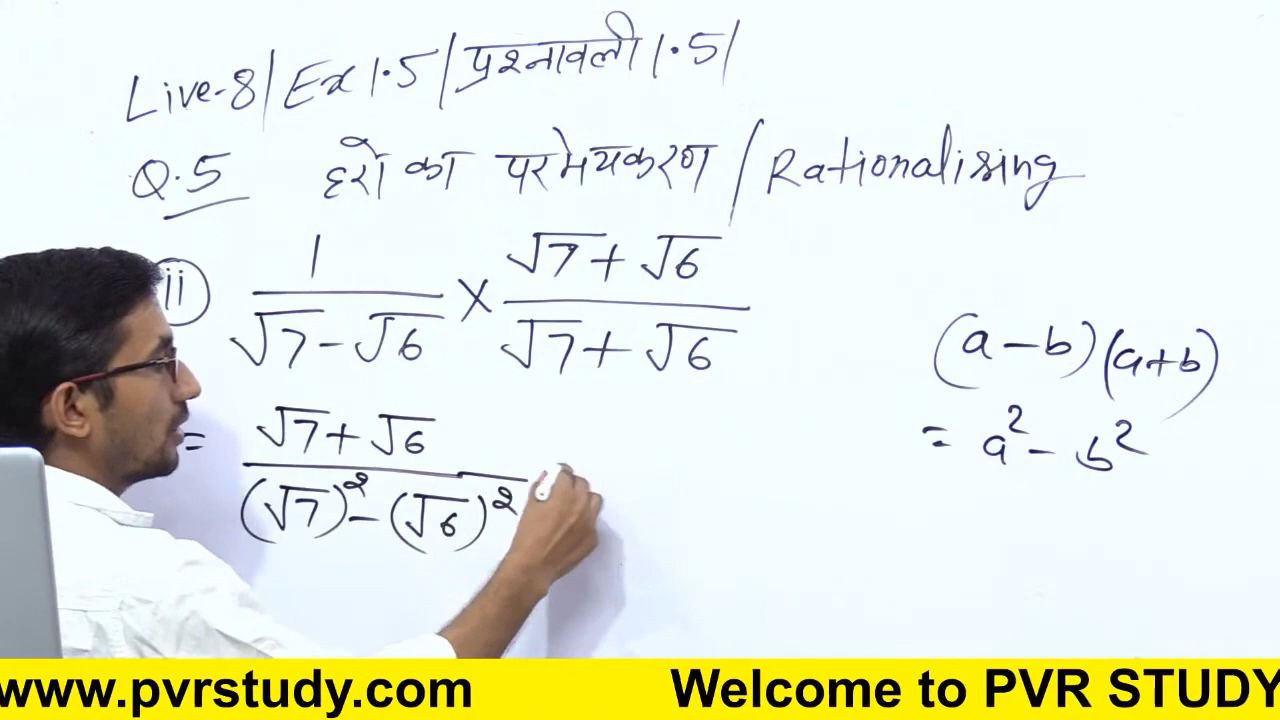 Live-8/ Ex 1.5/ प्रश्नावली 1.5/
Q.5 हरों का परमेयकरण / Rationalising
ii 1/(√7-√6) × (√7+√6)/(√7+√6)
(a-b)(a+b)
= a²-b²
= (√7+√6)/((√7)²-(√6)²)
www.pvrstudy.com Welcome to PVR STUDY